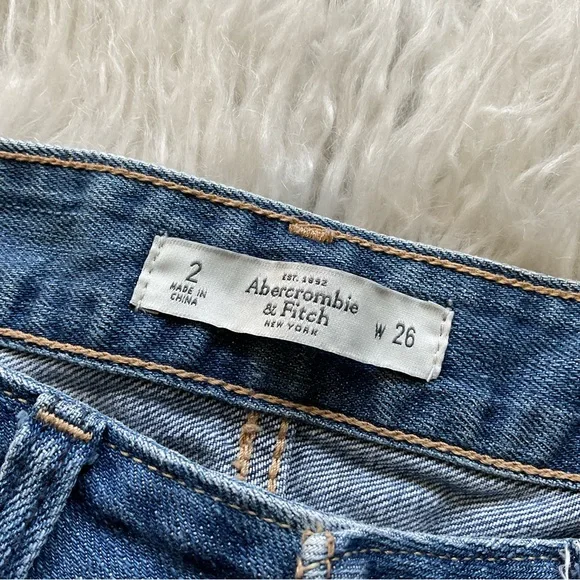 2
MADE IN
CHINA
EST. 1892
Abercrombie
& Fitch
NEW YORK
W 26